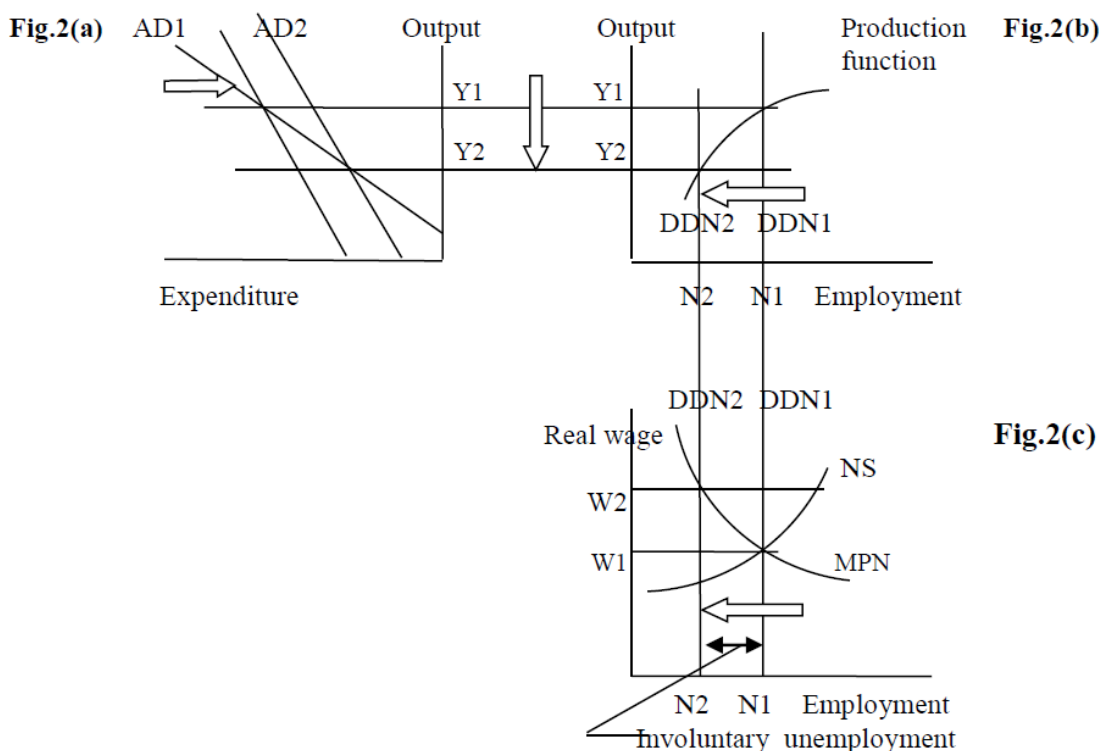 Fig.2(a) AD1 AD2 Output Output Production Fig.2(b)
function
Y1 Y1
Y2 Y2
DDN2 DDN1
Expenditure N2 N1 Employment
DDN2 DDN1
Real wage Fig.2(c)
NS
W2
W1 MPN
N2 N1 Employment
Involuntary unemployment